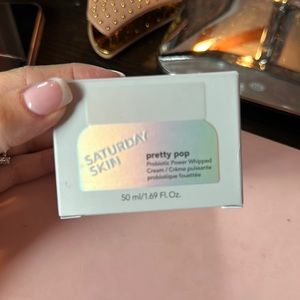 SATURDAY
SKIN
pretty pop
Probiotic Power Whipped
Cream / Crème puissante
probiotique fouettée
50 ml/1.69 Fl.Oz.